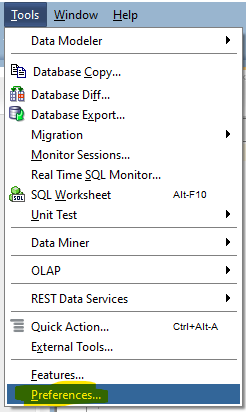 Tools Window Help
Data Modeler
Database Copy...
Database Diff...
Database Export...
Migration
Monitor Sessions...
Real Time SQL Monitor...
SQL SQL Worksheet Alt-F10
Unit Test
Data Miner
OLAP
REST Data Services
Quick Action... Ctrl+Alt-A
External Tools...
Features...
Preferences...